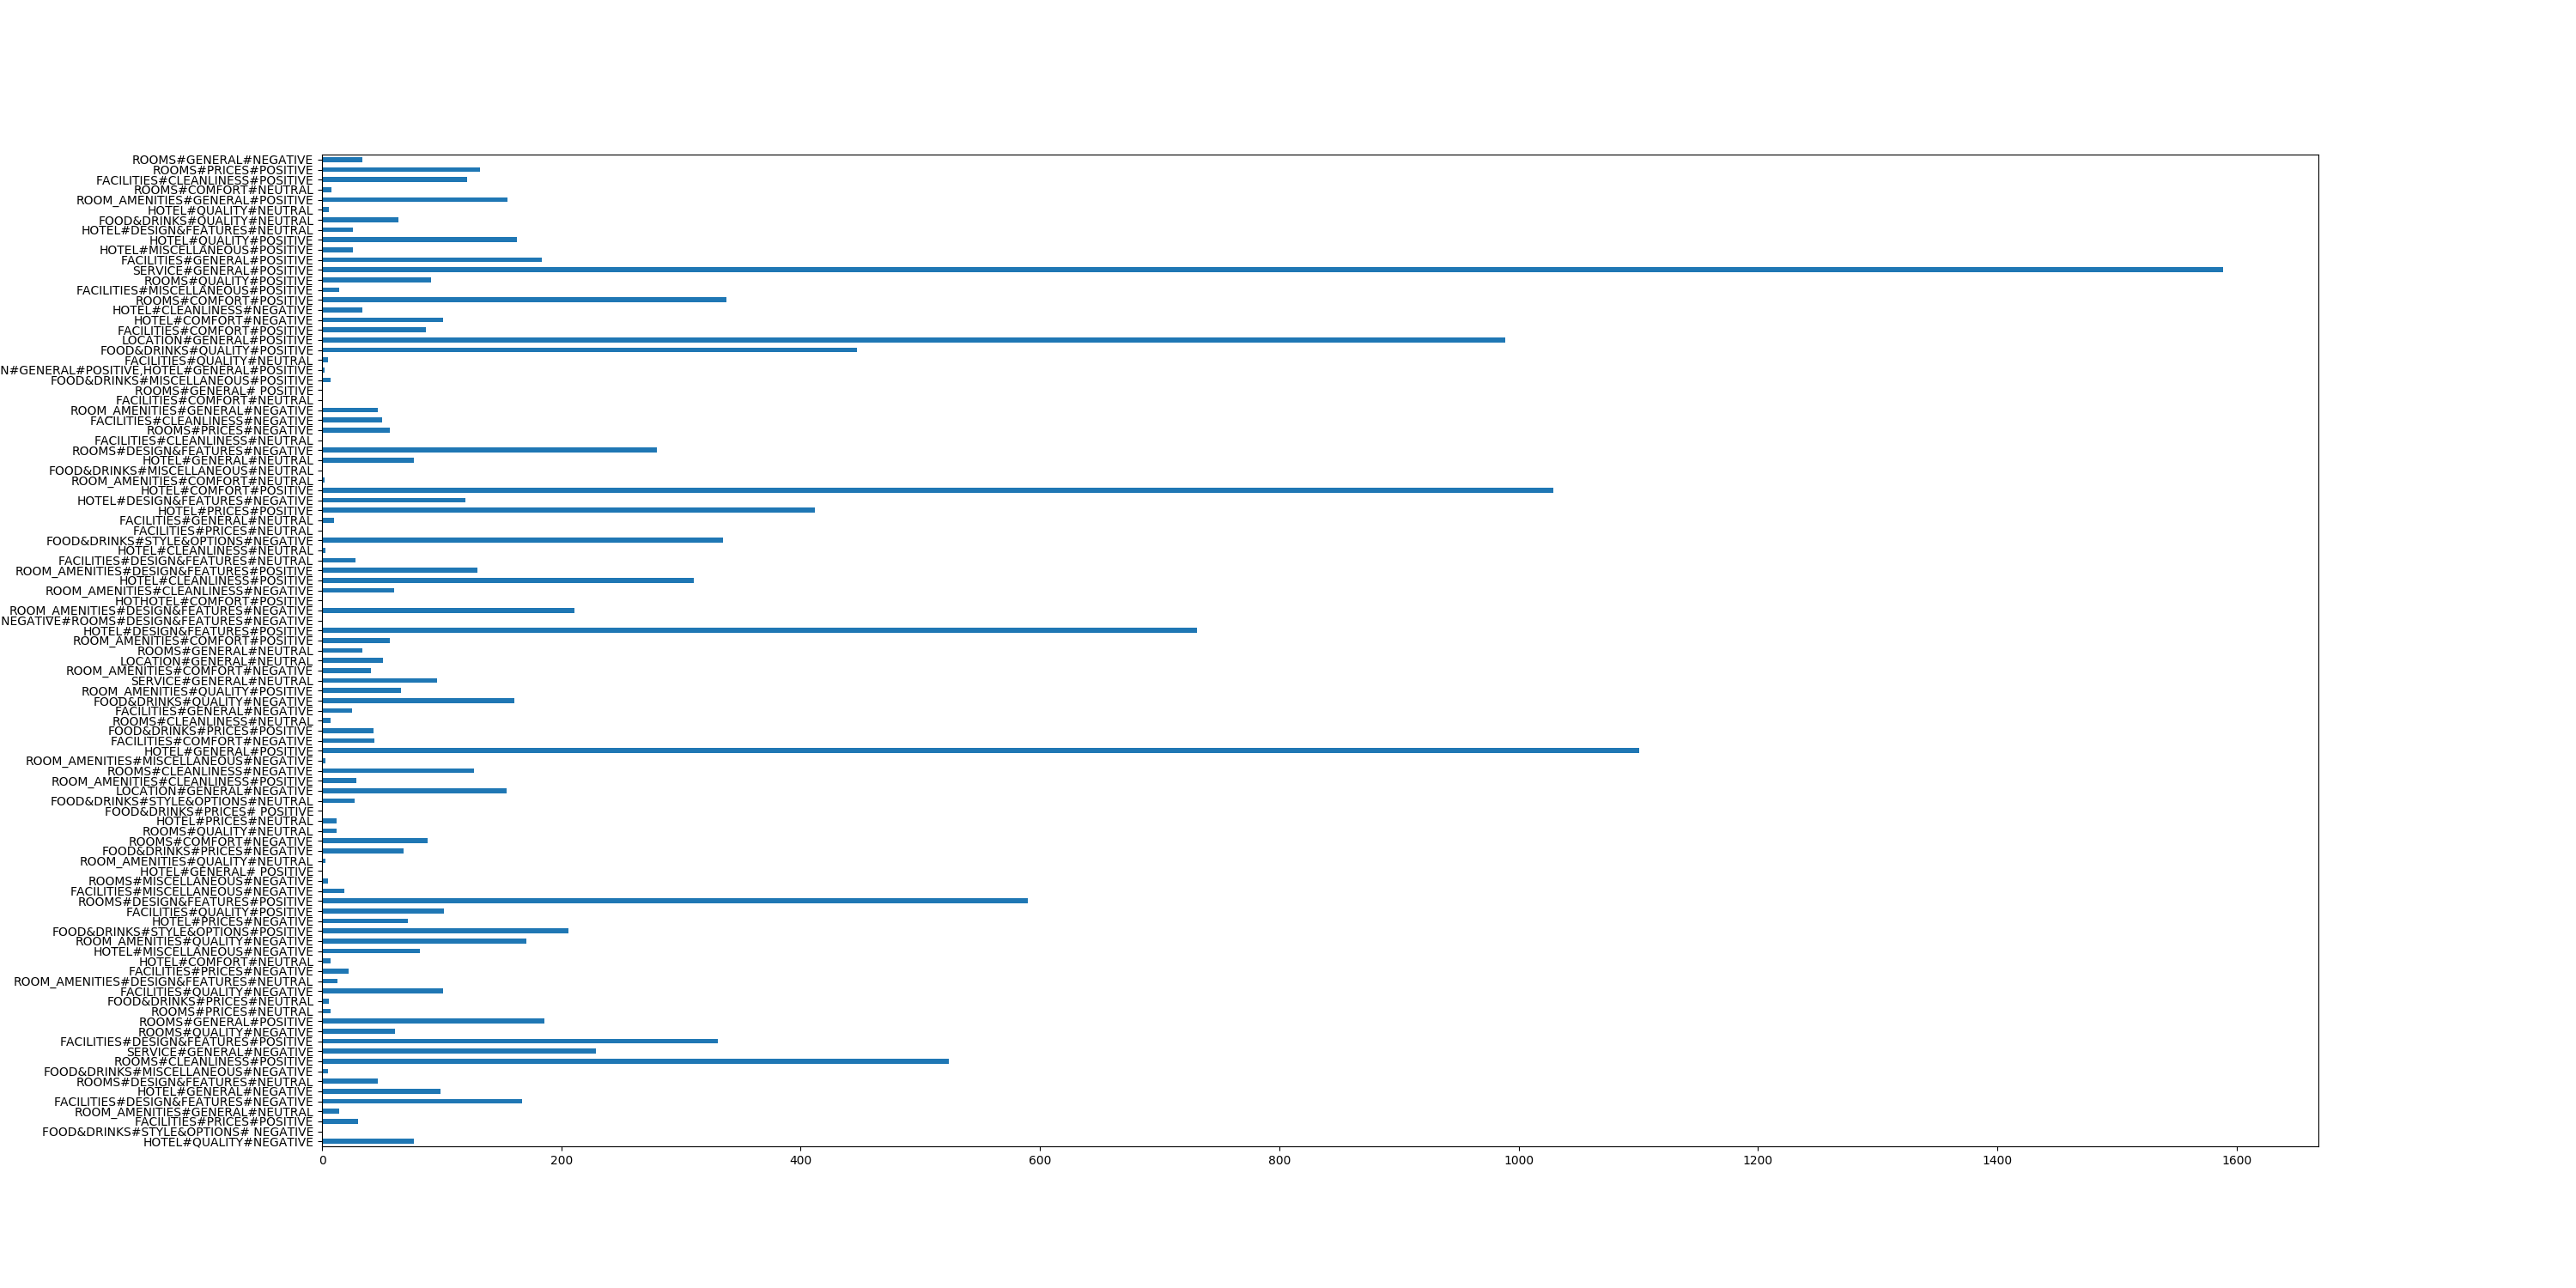 ROOMS#GENERAL#NEGATIVE
ROOMS#PRICES#POSITIVE
FACILITIES#CLEANLINESS#POSITIVE
ROOMS#COMFORT#NEUTRAL
ROOM_AMENITIES#GENERAL#POSITIVE
HOTEL#QUALITY#NEUTRAL
FOOD&DRINKS#QUALITY#NEUTRAL
HOTEL#DESIGN&FEATURES#NEUTRAL
HOTEL#QUALITY#POSITIVE
HOTEL#MISCELLANEOUS#POSITIVE
FACILITIES#GENERAL#POSITIVE
SERVICE#GENERAL#POSITIVE
ROOMS#QUALITY#POSITIVE
FACILITIES#MISCELLANEOUS#POSITIVE
ROOMS#COMFORT#POSITIVE
HOTEL#CLEANLINESS#NEGATIVE
HOTEL#COMFORT#NEGATIVE
FACILITIES#COMFORT#POSITIVE
LOCATION#GENERAL#POSITIVE
FOOD&DRINKS#QUALITY#POSITIVE
FACILITIES#QUALITY#NEUTRAL
N#GENERAL#POSITIVE,HOTEL#GENERAL#POSITIVE
FOOD&DRINKS#MISCELLANEOUS#POSITIVE
ROOMS#GENERAL# POSITIVE
FACILITIES#COMFORT#NEUTRAL
ROOM_AMENITIES#GENERAL#NEGATIVE
FACILITIES#CLEANLINESS#NEGATIVE
ROOMS#PRICES#NEGATIVE
FACILITIES#CLEANLINESS#NEUTRAL
ROOMS#DESIGN&FEATURES#NEGATIVE
HOTEL#GENERAL#NEUTRAL
FOOD&DRINKS#MISCELLANEOUS#NEUTRAL
ROOM_AMENITIES#COMFORT#NEUTRAL
HOTEL#COMFORT#POSITIVE
HOTEL#DESIGN&FEATURES#NEGATIVE
HOTEL#PRICES#POSITIVE
FACILITIES#GENERAL#NEUTRAL
FACILITIES#PRICES#NEUTRAL
FOOD&DRINKS#STYLE&OPTIONS#NEGATIVE
HOTEL#CLEANLINESS#NEUTRAL
FACILITIES#DESIGN&FEATURES#NEUTRAL
ROOM_AMENITIES#DESIGN&FEATURES#POSITIVE
HOTEL#CLEANLINESS#POSITIVE
ROOM_AMENITIES#CLEANLINESS#NEGATIVE
HOTHOTEL#COMFORT#POSITIVE
ROOM_AMENITIES#DESIGN&FEATURES#NEGATIVE
NEGATIVE#ROOMS#DESIGN&FEATURES#NEGATIVE
HOTEL#DESIGN&FEATURES#POSITIVE
ROOM_AMENITIES#COMFORT#POSITIVE
ROOMS#GENERAL#NEUTRAL
LOCATION#GENERAL#NEUTRAL
ROOM_AMENITIES#COMFORT#NEGATIVE
SERVICE#GENERAL#NEUTRAL
ROOM_AMENITIES#QUALITY#POSITIVE
FOOD&DRINKS#QUALITY#NEGATIVE
FACILITIES#GENERAL#NEGATIVE
ROOMS#CLEANLINESS#NEUTRAL
FOOD&DRINKS#PRICES#POSITIVE
FACILITIES#COMFORT#NEGATIVE
HOTEL#GENERAL#POSITIVE
ROOM_AMENITIES#MISCELLANEOUS#NEGATIVE
ROOMS#CLEANLINESS#NEGATIVE
ROOM_AMENITIES#CLEANLINESS#POSITIVE
LOCATION#GENERAL#NEGATIVE
FOOD&DRINKS#STYLE&OPTIONS#NEUTRAL
FOOD&DRINKS#PRICES# POSITIVE
HOTEL#PRICES#NEUTRAL
ROOMS#QUALITY#NEUTRAL
ROOMS#COMFORT#NEGATIVE
FOOD&DRINKS#PRICES#NEGATIVE
ROOM_AMENITIES#QUALITY#NEUTRAL
HOTEL#GENERAL# POSITIVE
ROOMS#MISCELLANEOUS#NEGATIVE
FACILITIES#MISCELLANEOUS#NEGATIVE
ROOMS#DESIGN&FEATURES#POSITIVE
FACILITIES#QUALITY#POSITIVE
HOTEL#PRICES#NEGATIVE
FOOD&DRINKS#STYLE&OPTIONS#POSITIVE
ROOM_AMENITIES#QUALITY#NEGATIVE
HOTEL#MISCELLANEOUS#NEGATIVE
HOTEL#COMFORT#NEUTRAL
FACILITIES#PRICES#NEGATIVE
ROOM_AMENITIES#DESIGN&FEATURES#NEUTRAL
FACILITIES#QUALITY#NEGATIVE
FOOD&DRINKS#PRICES#NEUTRAL
ROOMS#PRICES#NEUTRAL
ROOMS#GENERAL#POSITIVE
ROOMS#QUALITY#NEGATIVE
FACILITIES#DESIGN&FEATURES#POSITIVE
SERVICE#GENERAL#NEGATIVE
ROOMS#CLEANLINESS#POSITIVE
FOOD&DRINKS#MISCELLANEOUS#NEGATIVE
ROOMS#DESIGN&FEATURES#NEUTRAL
HOTEL#GENERAL#NEGATIVE
FACILITIES#DESIGN&FEATURES#NEGATIVE
ROOM_AMENITIES#GENERAL#NEUTRAL
FACILITIES#PRICES#POSITIVE
FOOD&DRINKS#STYLE&OPTIONS# NEGATIVE
HOTEL#QUALITY#NEGATIVE
0 200 400 600 800 1000 1200 1400 1600